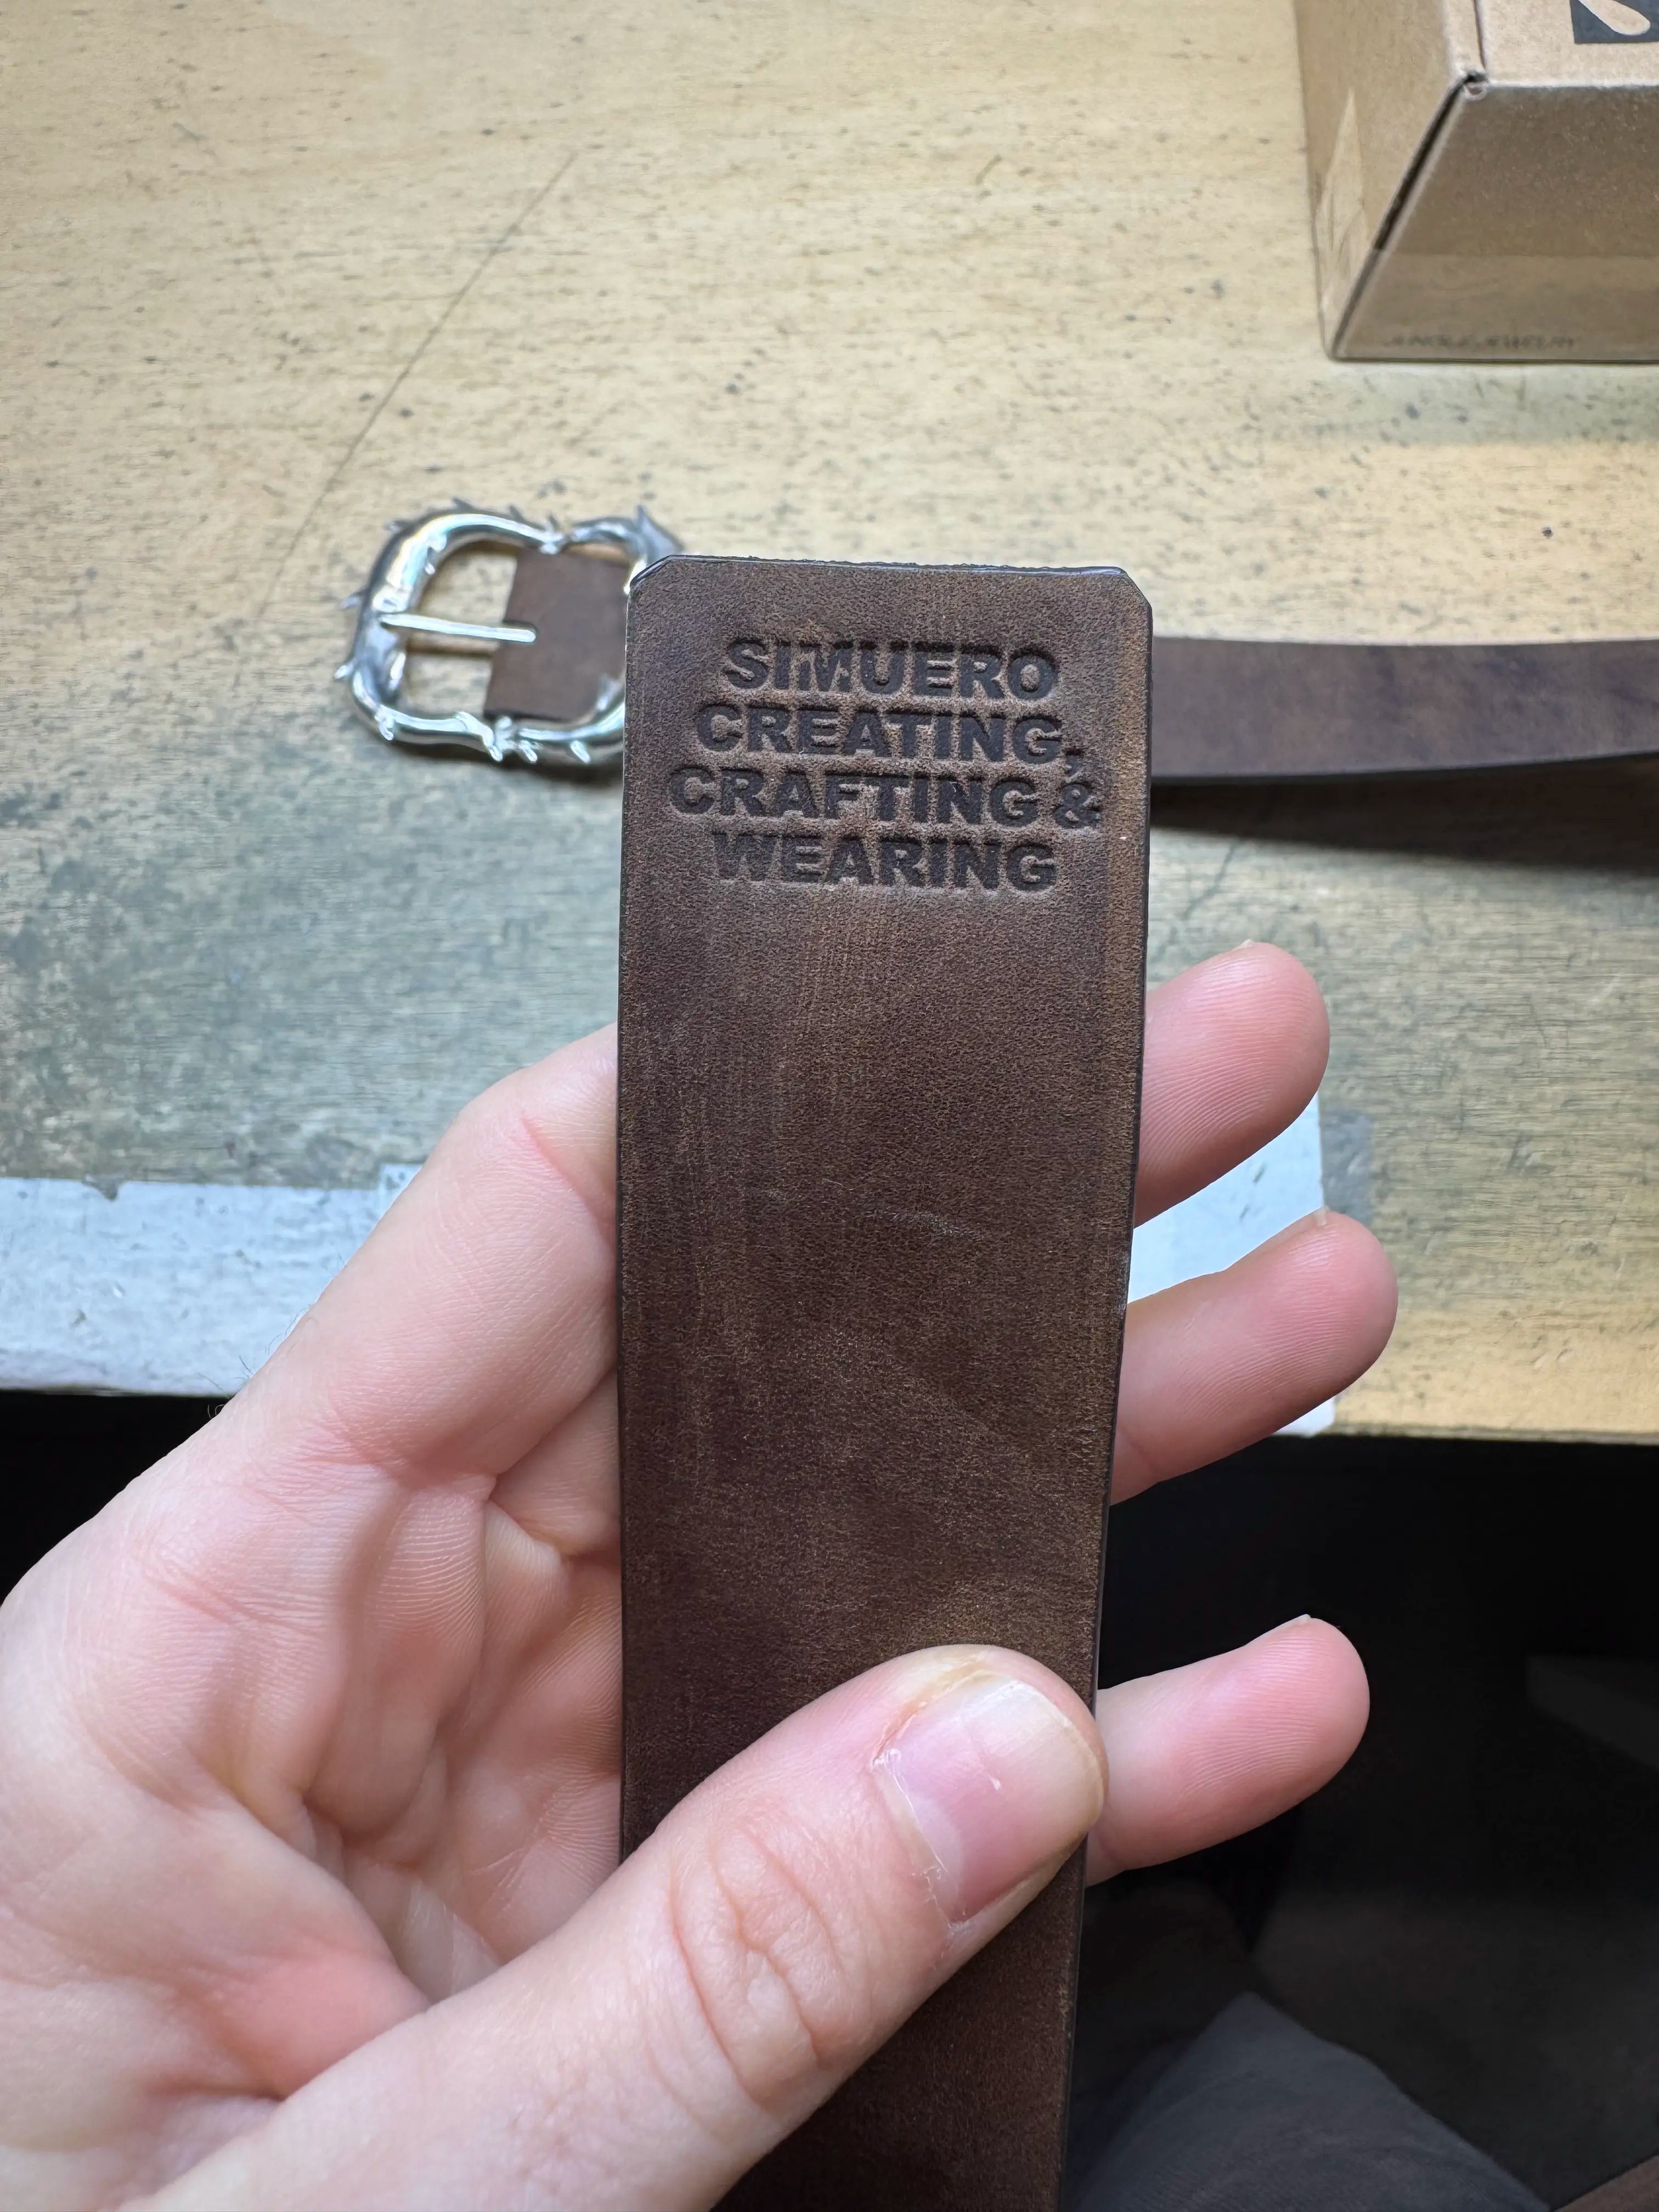 SIMUERO
CREATING,
CRAFTING &
WEARING